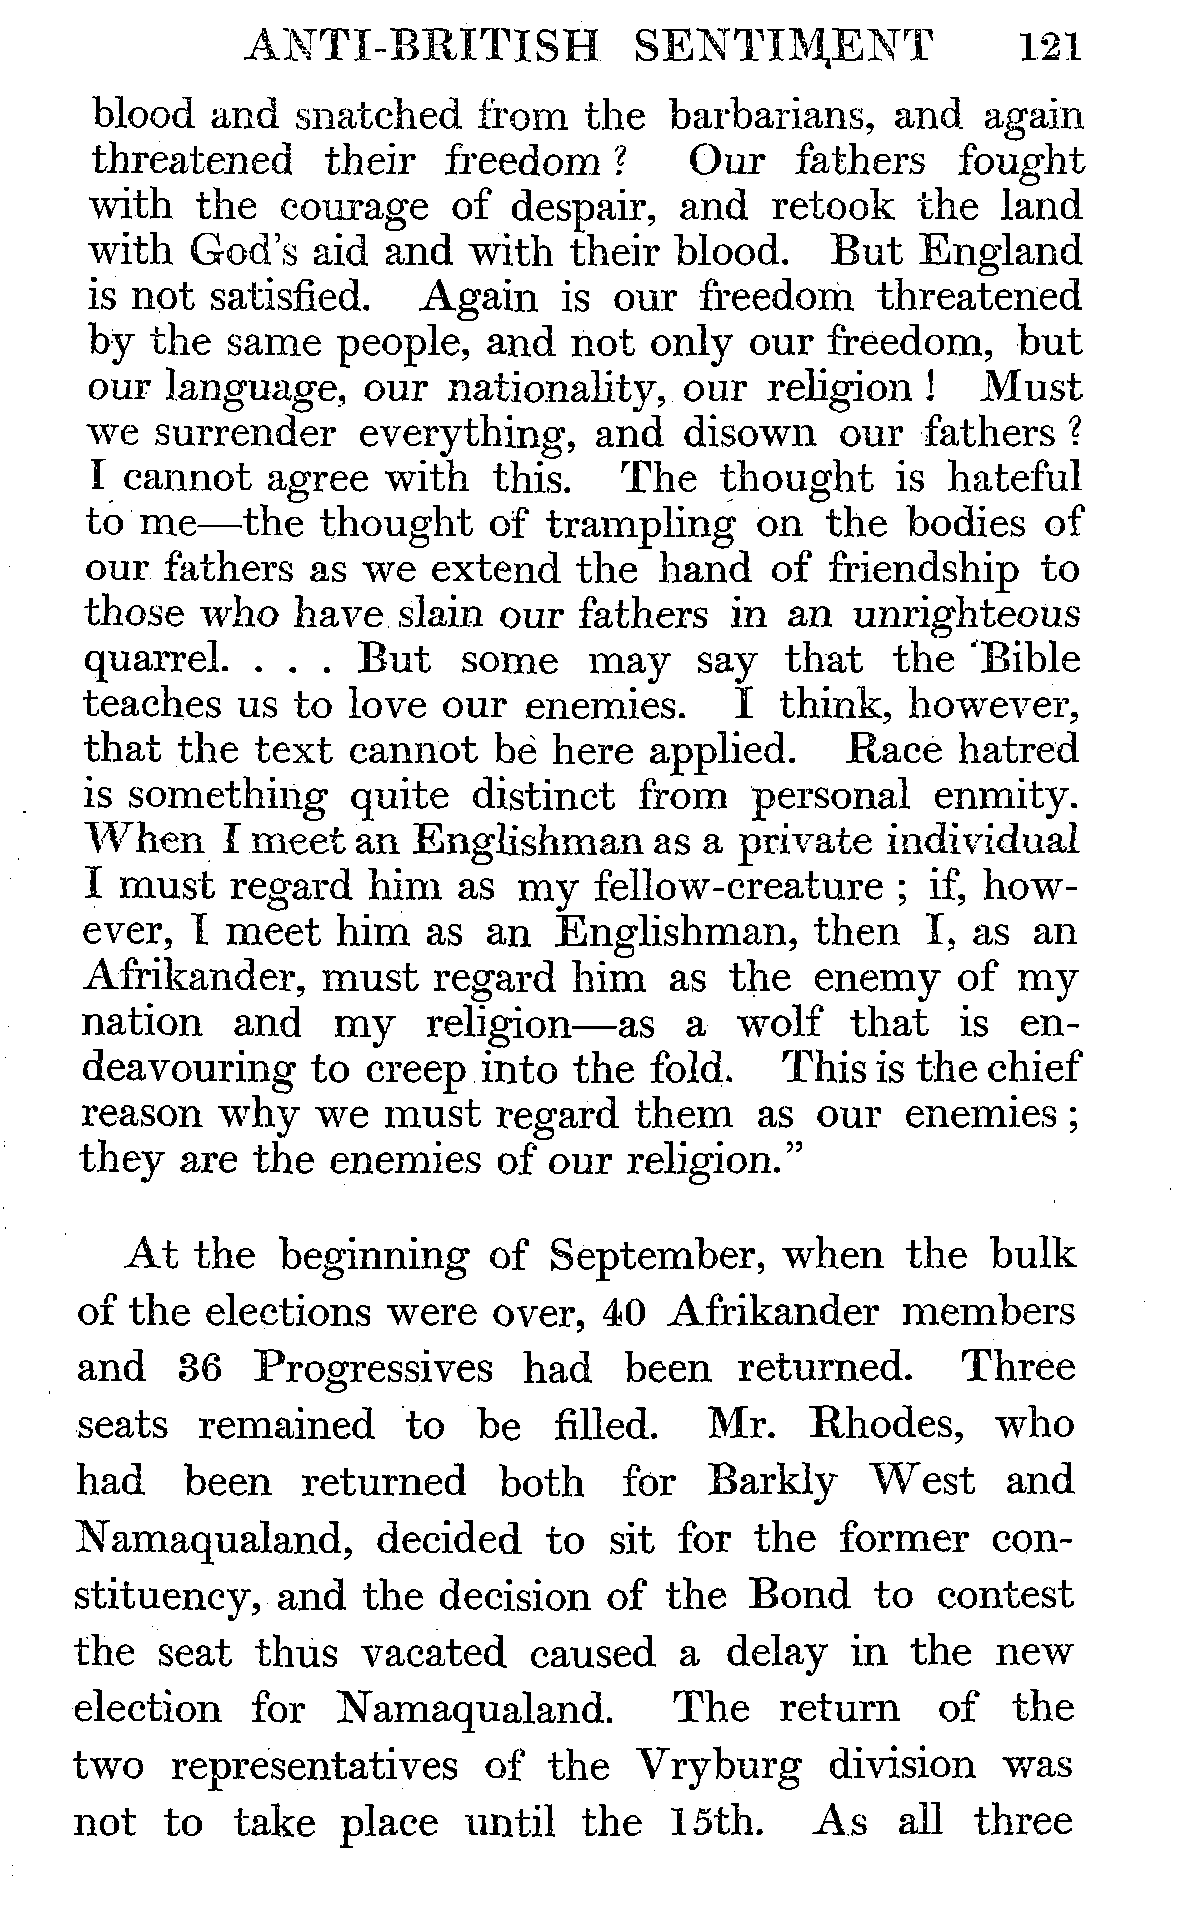 ANTI-BRITISH SENTIMENT 121
blood and snatched from the barbarians, and again
threatened their freedom ? Our fathers fought
with the courage of despair, and retook the land
with God's aid and with their blood. But England
is not satisfied. Again is our freedom threatened
by the same people, and not only our freedom, but
our language, our nationality, our religion ! Must
we surrender everything, and disown our fathers ?
I cannot agree with this. The thought is hateful
to me—the thought of trampling on the bodies of
our fathers as we extend the hand of friendship to
those who have slain our fathers in an unrighteous
quarrel. . . . But some may say that the Bible
teaches us to love our enemies. I think, however,
that the text cannot be here applied. Race hatred
is something quite distinct from personal enmity.
When I meet an Englishman as a private individual
I must regard him as my fellow-creature ; if, how-
ever, I meet him as an Englishman, then I, as an
Afrikander, must regard him as the enemy of my
nation and my religion—as a wolf that is en-
deavouring to creep into the fold. This is the chief
reason why we must regard them as our enemies ;
they are the enemies of our religion."
At the beginning of September, when the bulk
of the elections were over, 40 Afrikander members
and 36 Progressives had been returned. Three
seats remained to be filled. Mr. Rhodes, who
had been returned both for Barkly West and
Namaqualand, decided to sit for the former con-
stituency, and the decision of the Bond to contest
the seat thus vacated caused a delay in the new
election for Namaqualand. The return of the
two representatives of the Vryburg division was
not to take place until the 15th. As all three